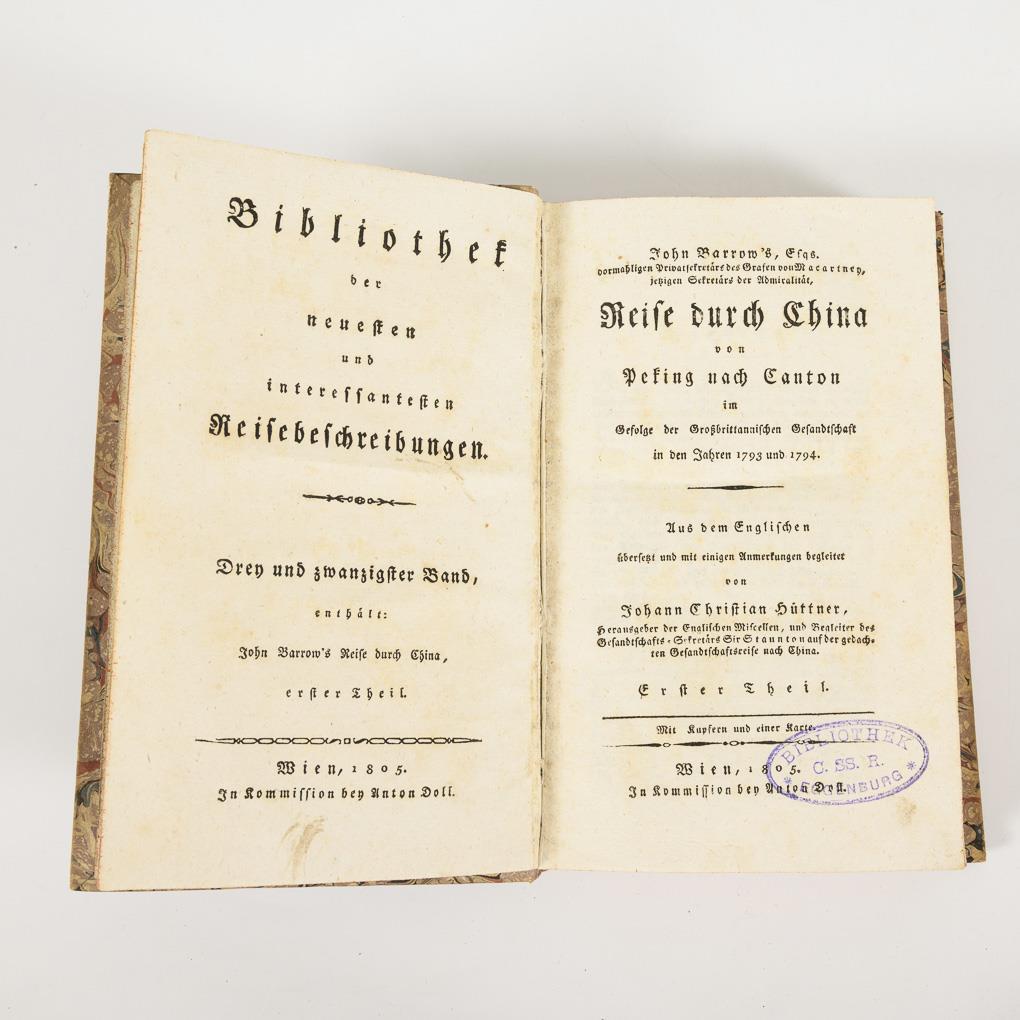 Bibliothek
der
neuesten
und
interessantesten
Reisebeschreibungen.
Drey und zwanzigster Band,
enthält:
John Barrow's Reise durch China,
erster Theil.
Wien, 1805.
In Kommission bey Anton Doll.
John Barrow's, Esqs.
vormahligen Privatsekretärs des Grafen von Macartney,
jetzigen Sekretärs der Admiralität,
Reise durch China
von
Peking nach Canton
im
Gefolge der Großbrittannischen Gesandtschaft
in den Jahren 1793 und 1794.
Aus dem Englischen
übersetzt und mit einigen Anmerkungen begleitet
von
Johann Christian Hüttner,
Herausgeber der Englischen Miscellen, und Begleiter des
Gesandtschafts-Sekretärs Sir Staunton auf der gedach-
ten Gesandtschaftsreise nach China.
Erster Theil.
Mit Kupfern und einer Karte.
Wien, 1805.
In Kommission bey Anton Doll.
BIBLIOTHEK
C. SS. R.
* EGGENBURG *